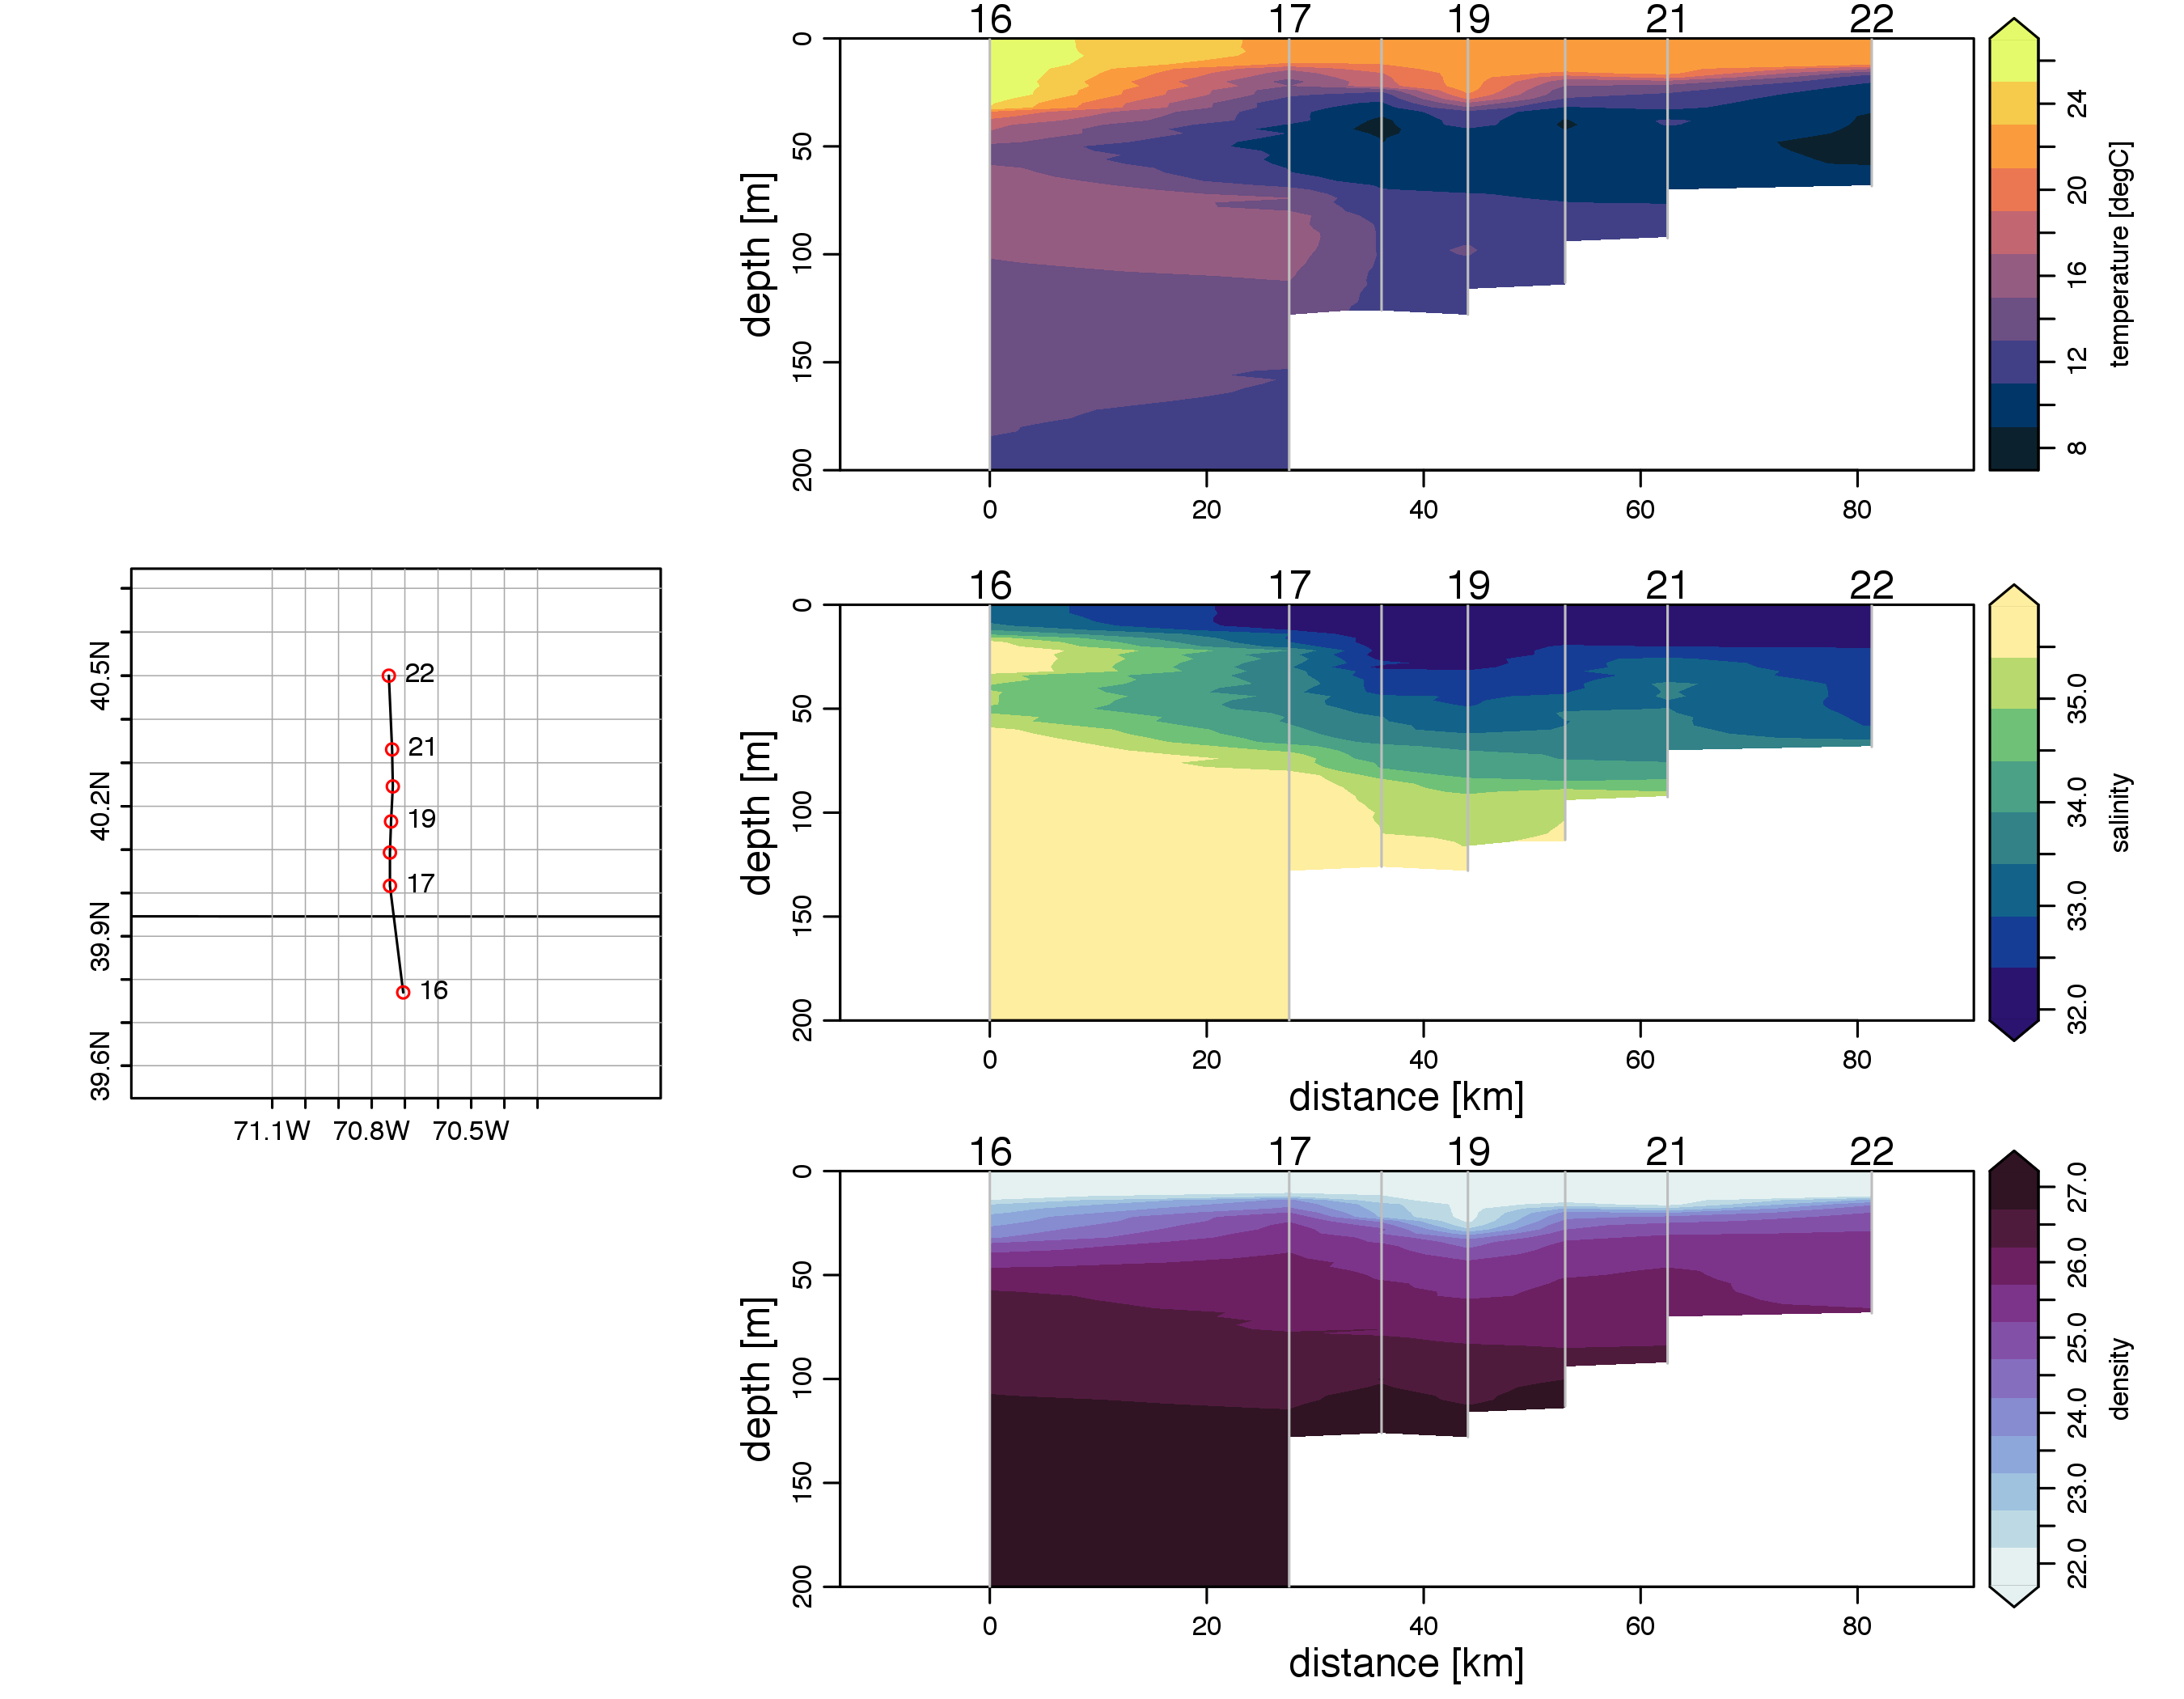 16 17 19 21 22
0
50
100
150
200
depth [m]
0 20 40 60 80
8 12 16 20 24
temperature [degC]
40.5N
40.2N
39.9N
39.6N
22
21
19
17
16
71.1W 70.8W 70.5W
16 17 19 21 22
0
50
100
150
200
depth [m]
0 20 40 60 80
distance [km]
32.0 33.0 34.0 35.0
salinity
16 17 19 21 22
0
50
100
150
200
depth [m]
0 20 40 60 80
distance [km]
22.0 23.0 24.0 25.0 26.0 27.0
density